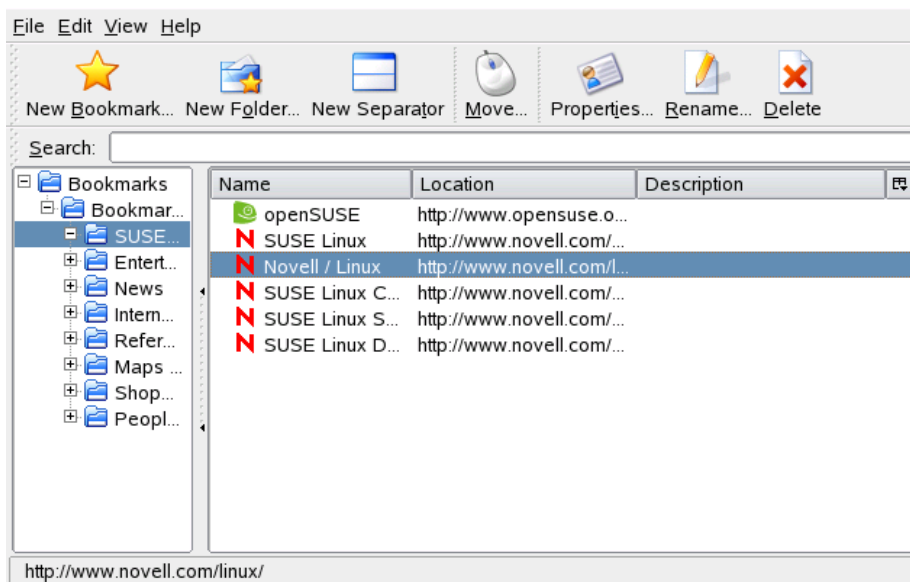 File Edit View Help
New Bookmark... New Folder... New Separator Move... Properties... Rename... Delete
Search:
Bookmarks
Bookmar...
SUSE...
Entert...
News
Intern...
Refer...
Maps ...
Shop...
Peopl...
Name Location Description
openSUSE http://www.opensuse.o...
SUSE Linux http://www.novell.com/...
Novell / Linux http://www.novell.com/l...
SUSE Linux C... http://www.novell.com/...
SUSE Linux S... http://www.novell.com/...
SUSE Linux D... http://www.novell.com/...
http://www.novell.com/linux/